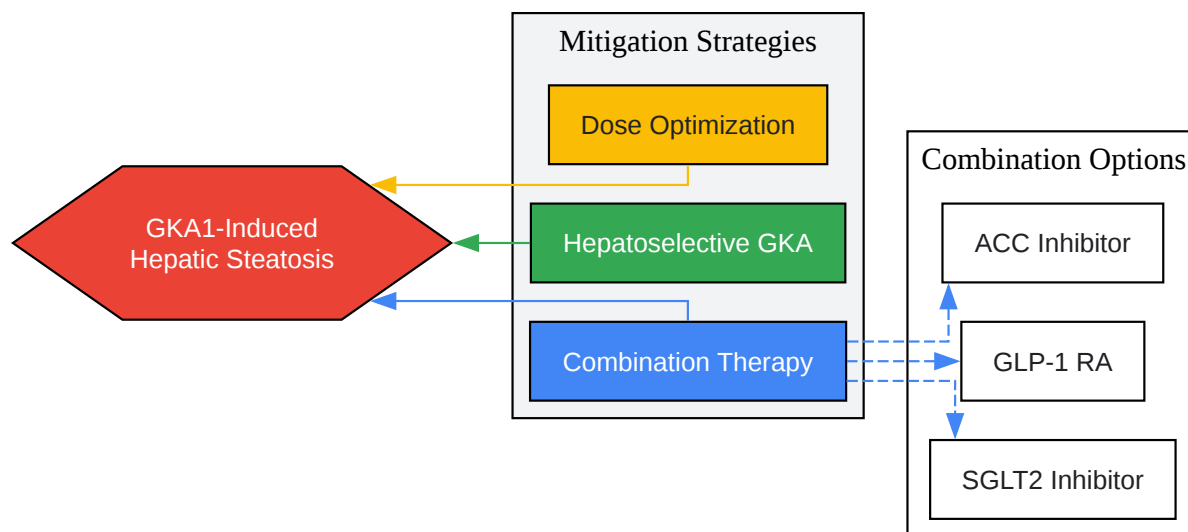 Mitigation Strategies
Dose Optimization
GKA1-Induced
Hepatic Steatosis
Hepatoselective GKA
Combination Therapy
Combination Options
ACC Inhibitor
GLP-1 RA
SGLT2 Inhibitor